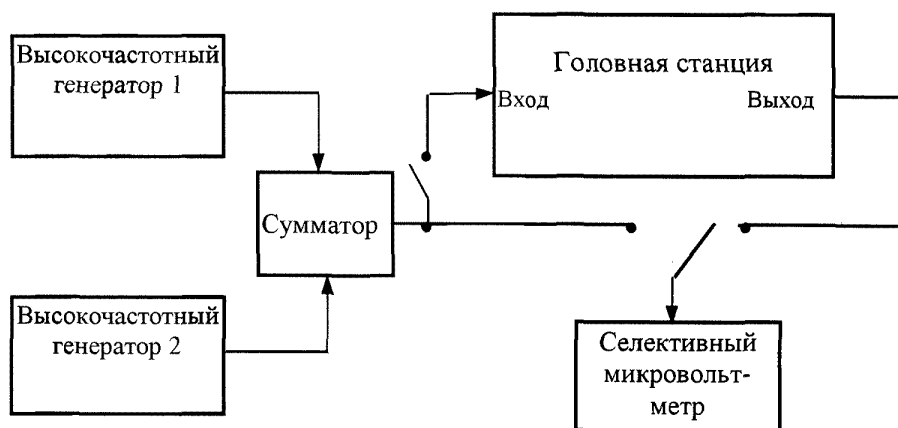 Высокочастотный
генератор 1
Головная станция
Вход
Выход
Сумматор
Высокочастотный
генератор 2
Селективный
микровольт-
метр